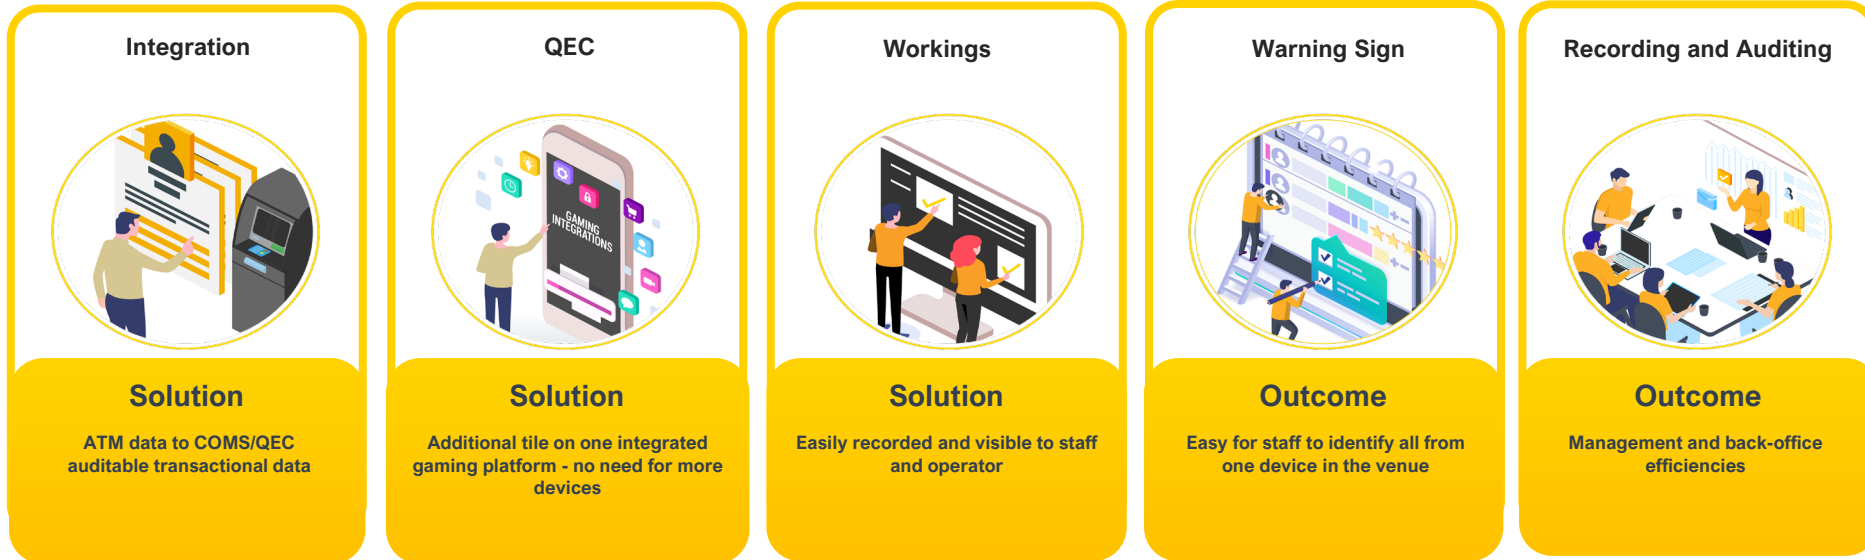 Integration
Solution
ATM data to COMS/QEC
auditable transactional data
QEC
GAMING
INTEGRATIONS
Solution
Additional tile on one integrated
gaming platform - no need for more
devices
Workings
Solution
Easily recorded and visible to staff
and operator
Warning Sign
Outcome
Easy for staff to identify all from
one device in the venue
Recording and Auditing
Outcome
Management and back-office
efficiencies